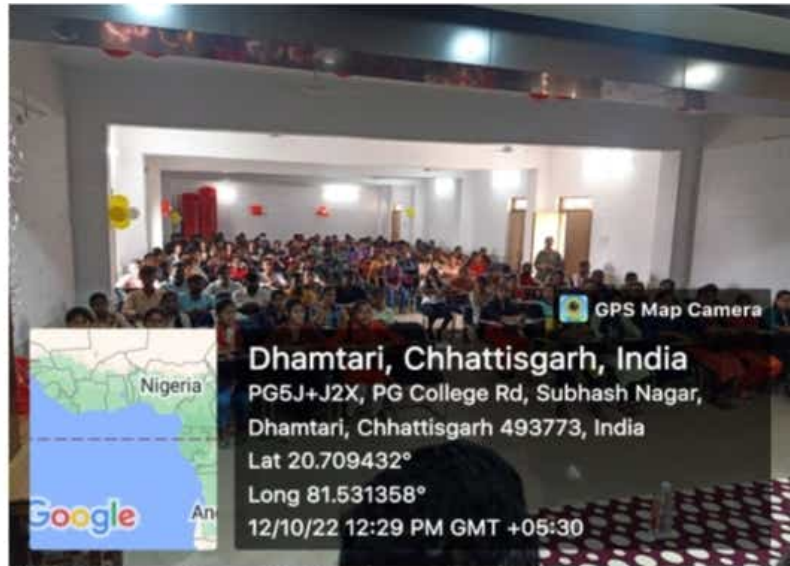 GPS Map Camera
Dhamtari, Chhattisgarh, India
PG5J+J2X, PG College Rd, Subhash Nagar,
Dhamtari, Chhattisgarh 493773, India
Lat 20.709432°
Long 81.531358°
12/10/22 12:29 PM GMT +05:30
Nigeria
Google
An